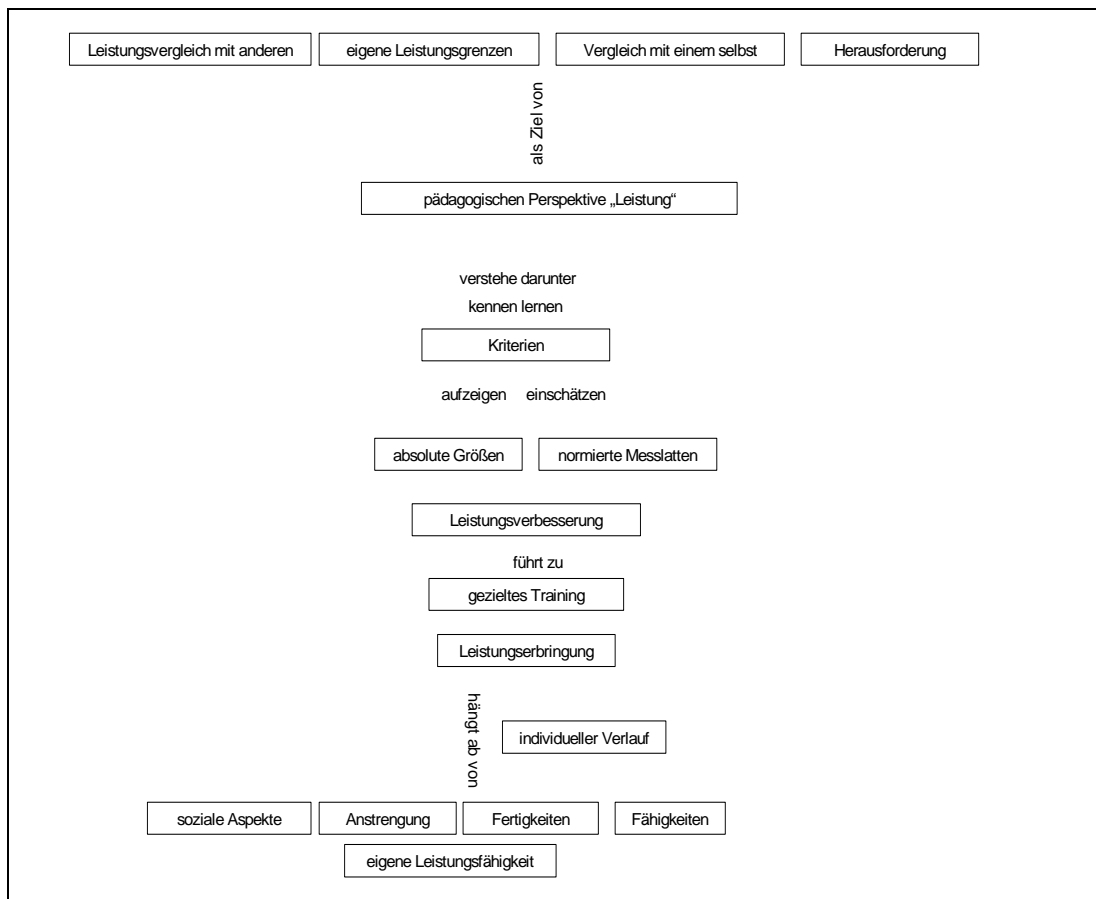 Leistungsvergleich mit anderen eigene Leistungsgrenzen Vergleich mit einem selbst Herausforderung
als Ziel von
pädagogischen Perspektive „Leistung“
verstehe darunter
kennen lernen
Kriterien
aufzeigen einschätzen
absolute Größen normierte Messlatten
Leistungsverbesserung
führt zu
gezieltes Training
Leistungserbringung
hängt ab von
individueller Verlauf
soziale Aspekte Anstrengung Fertigkeiten Fähigkeiten
eigene Leistungsfähigkeit